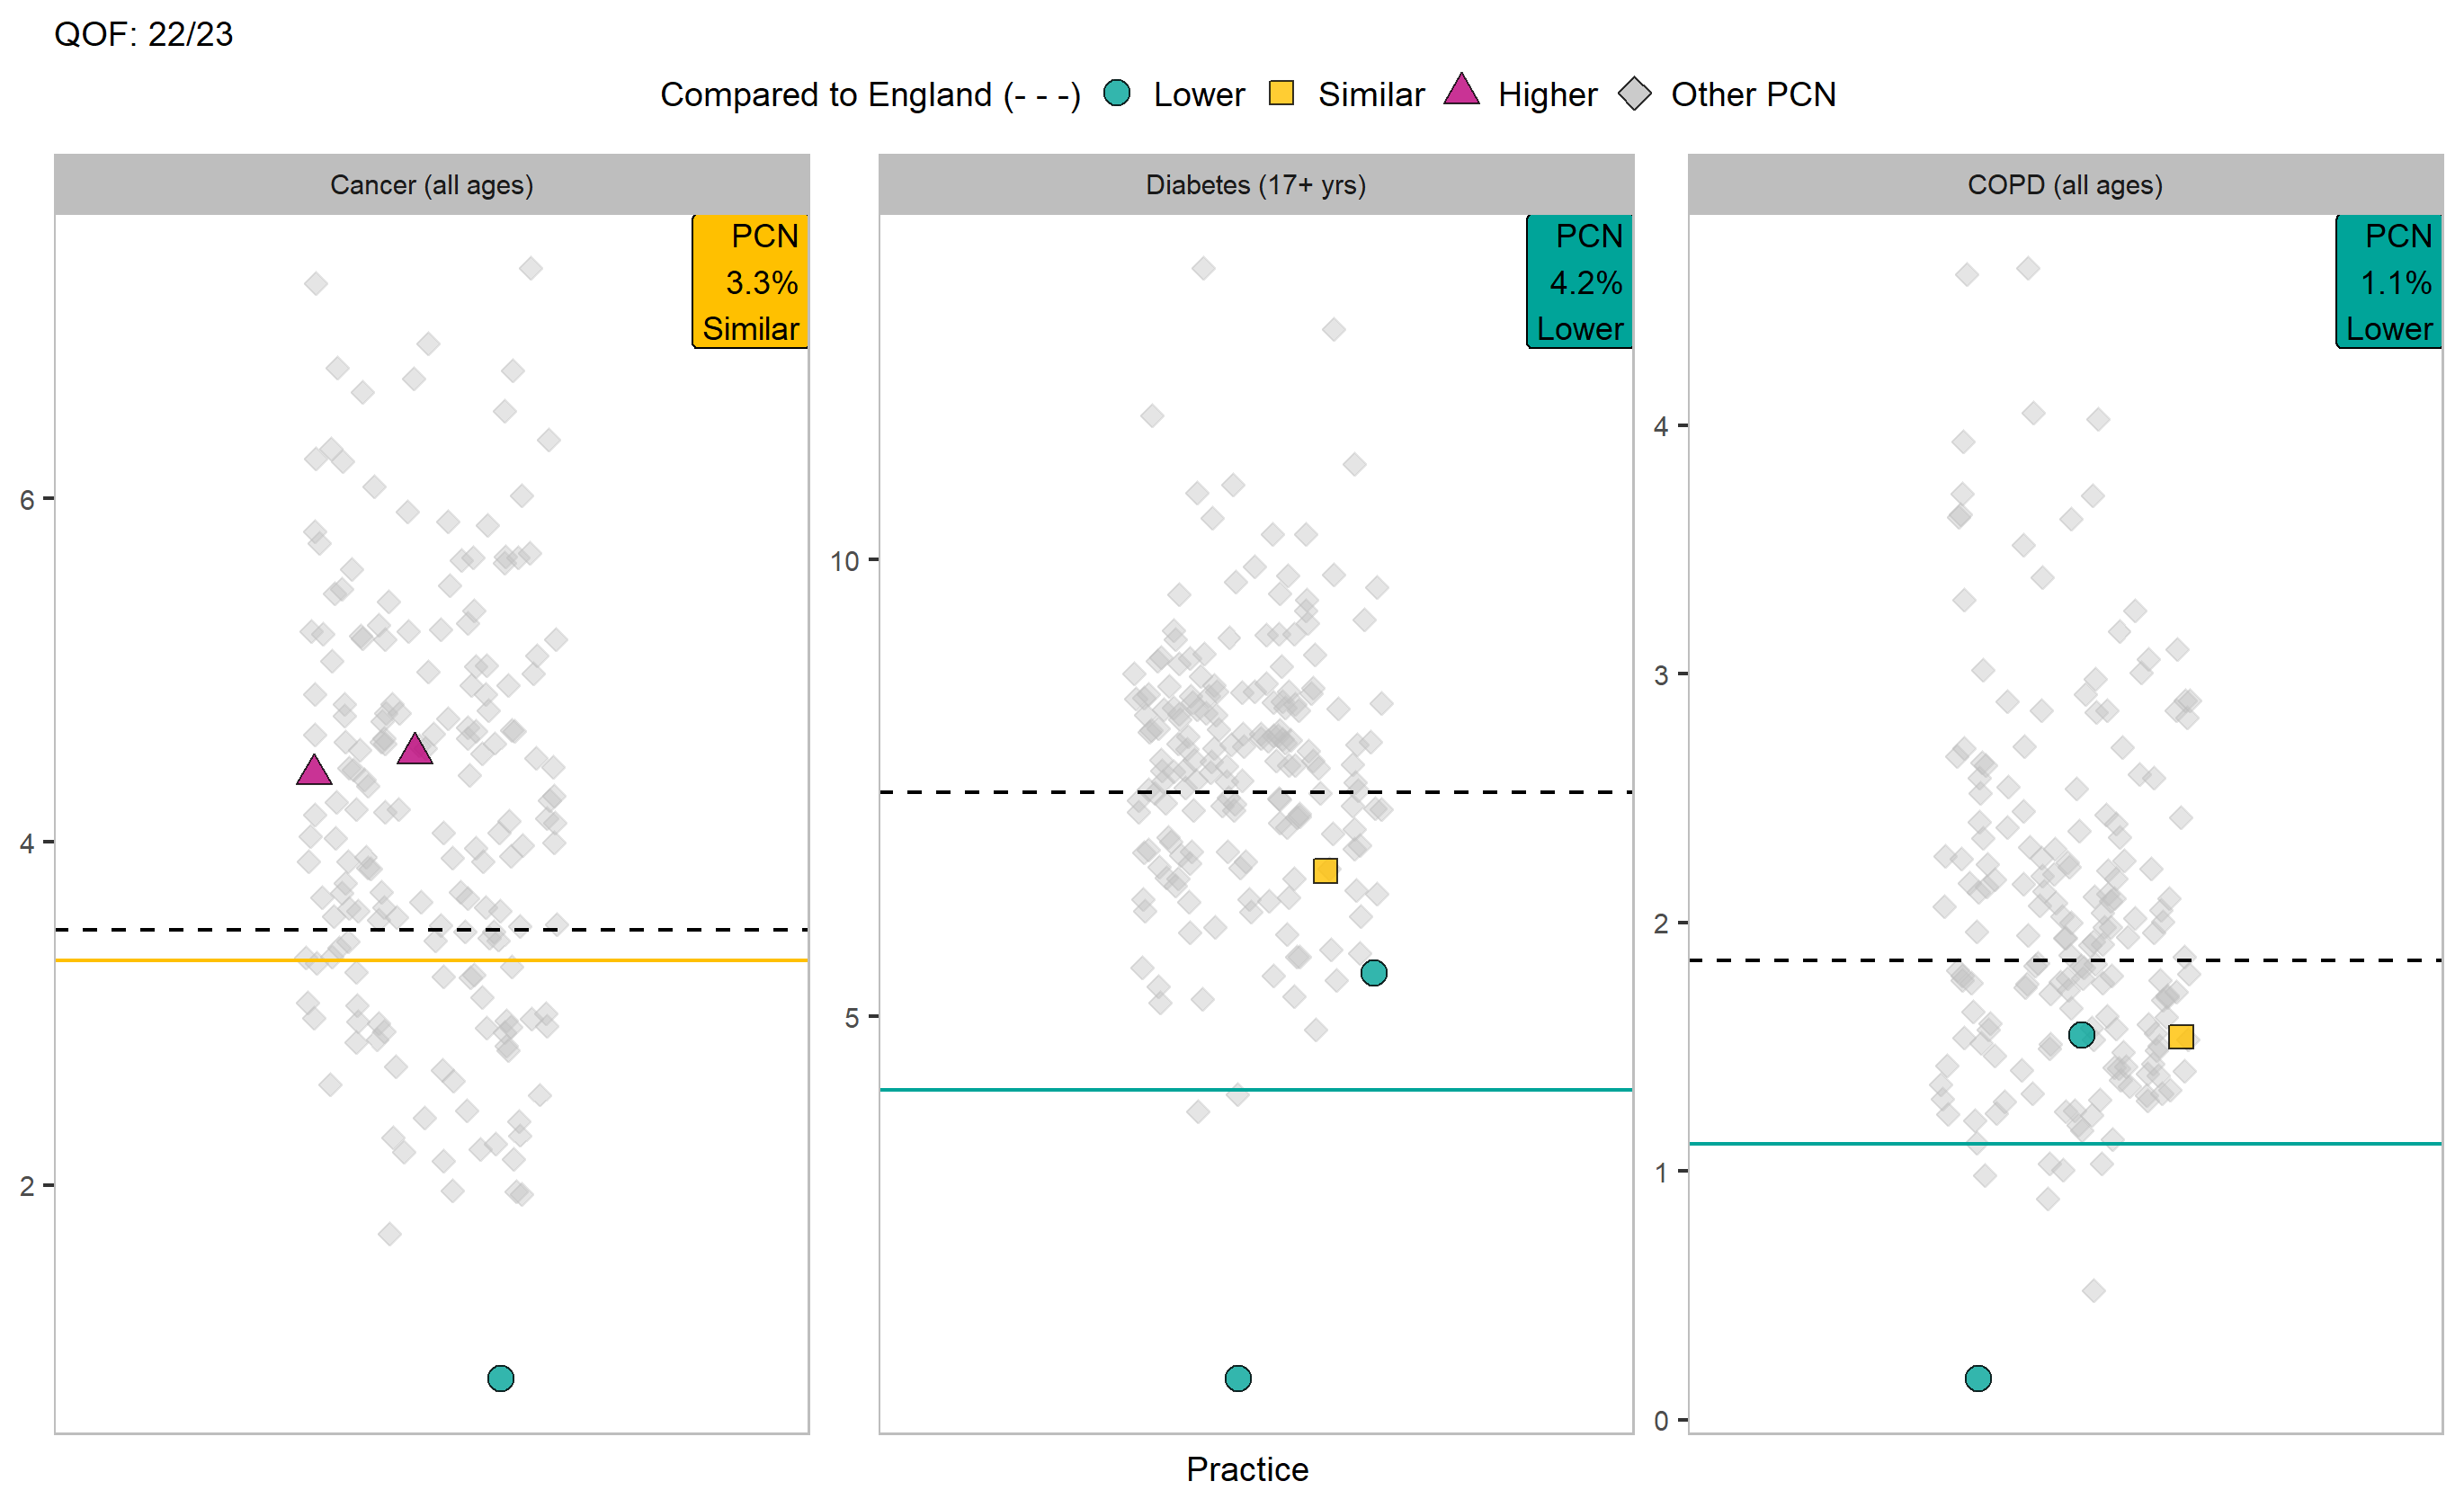 QOF: 22/23
Compared to England (- - -) Lower Similar Higher Other PCN
Cancer (all ages)
PCN
3.3%
Similar
6
4
2
Diabetes (17+ yrs)
PCN
4.2%
Lower
10
5
COPD (all ages)
PCN
1.1%
Lower
4
3
2
1
0
Practice